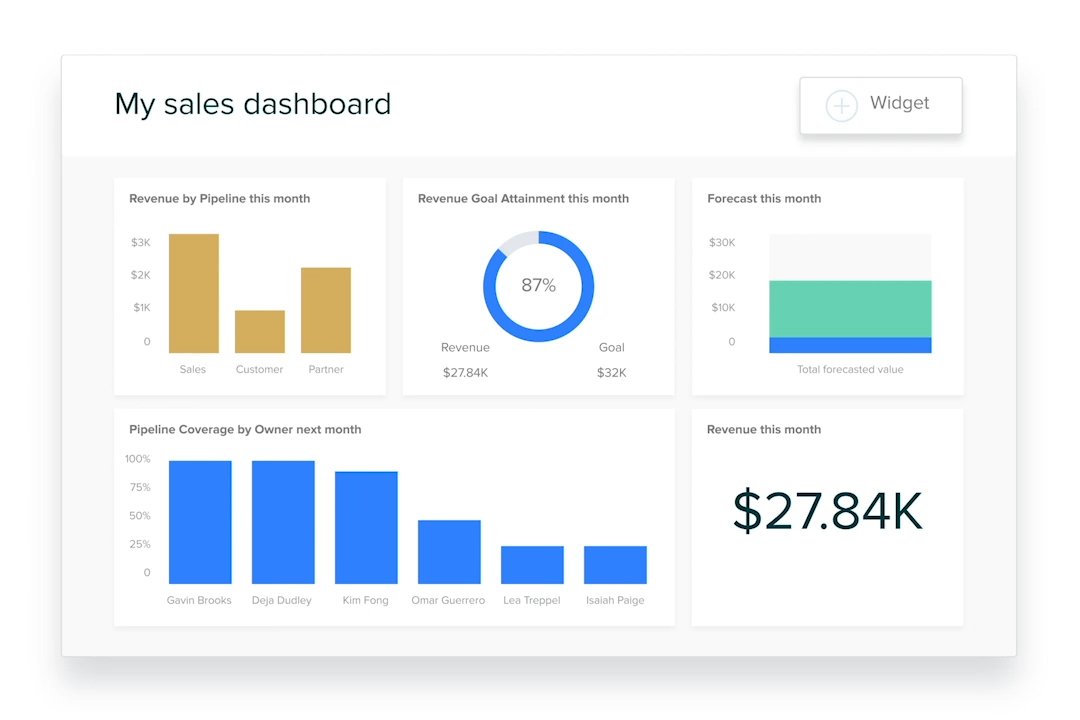 My sales dashboard
Widget
Revenue by Pipeline this month
$3K
$2K
$1K
0
Sales Customer Partner
Revenue Goal Attainment this month
87%
Revenue Goal
$27.84K $32K
Forecast this month
$30K
$20K
$10K
0
Total forecasted value
Pipeline Coverage by Owner next month
100%
75%
50%
25%
0
Gavin Brooks Deja Dudley Kim Fong Omar Guerrero Lea Treppel Isaiah Paige
Revenue this month
$27.84K